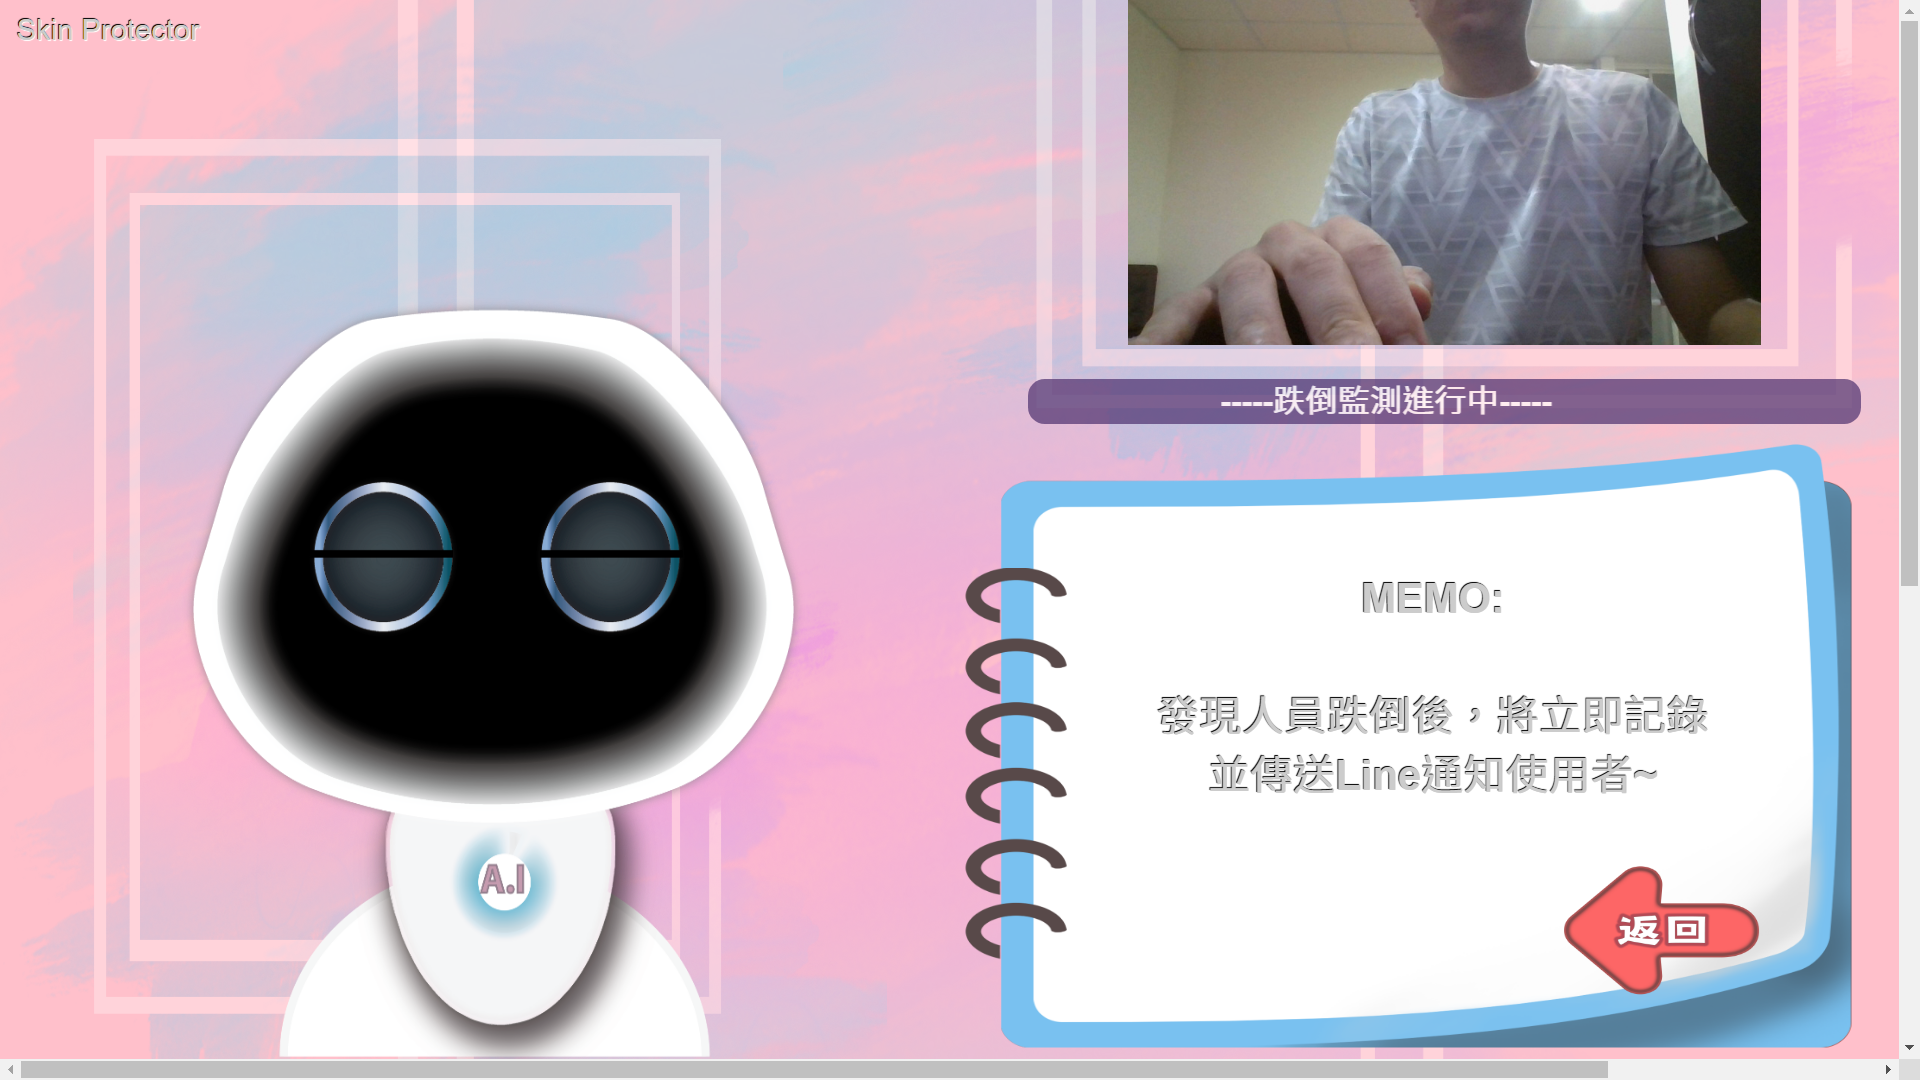 Skin Protector
-----跌倒監測進行中-----
MEMO:
發現人員跌倒後，將立即記錄
並傳送Line通知使用者~
A.I
返回